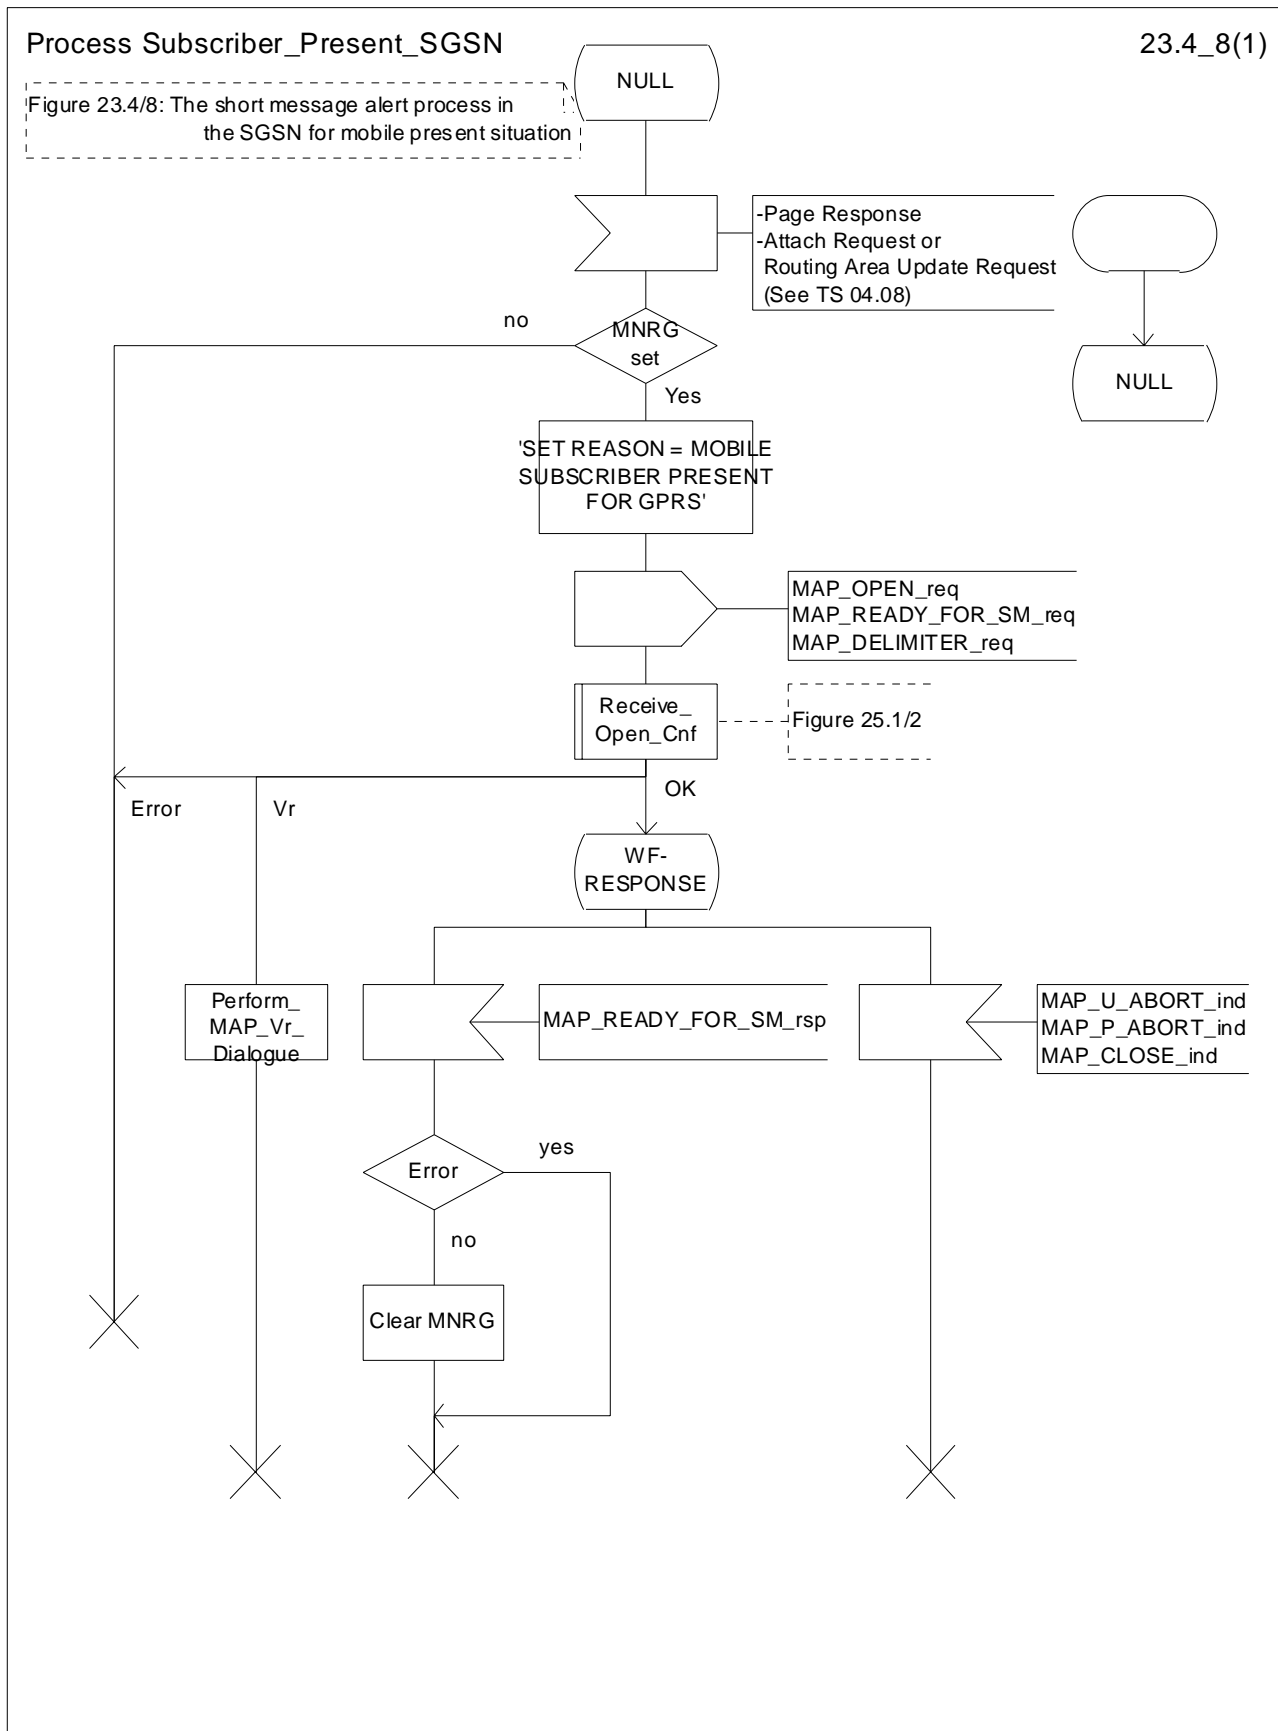 Process Subscriber_Present_SGSN
23.4_8(1)
Figure 23.4/8: The short message alert process in
the SGSN for mobile present situation
NULL
-Page Response
-Attach Request or
Routing Area Update Request
(See TS 04.08)
NULL
no
MNRG
set
Yes
'SET REASON = MOBILE
SUBSCRIBER PRESENT
FOR GPRS'
MAP_OPEN_req
MAP_READY_FOR_SM_req
MAP_DELIMITER_req
Receive_
Open_Cnf
Figure 25.1/2
Error
Vr
OK
WF-
RESPONSE
Perform_
MAP_Vr_
Dialogue
MAP_READY_FOR_SM_rsp
MAP_U_ABORT_ind
MAP_P_ABORT_ind
MAP_CLOSE_ind
Error
yes
no
Clear MNRG